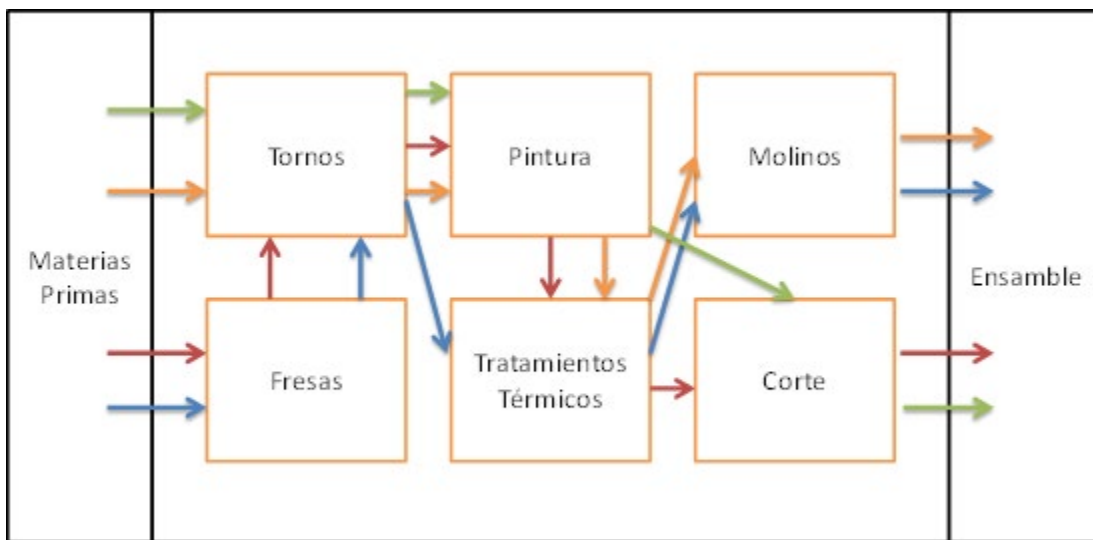 Tornos
Pintura
Molinos
Materias
Primas
Ensamble
Fresas
Tratamientos
Térmicos
Corte